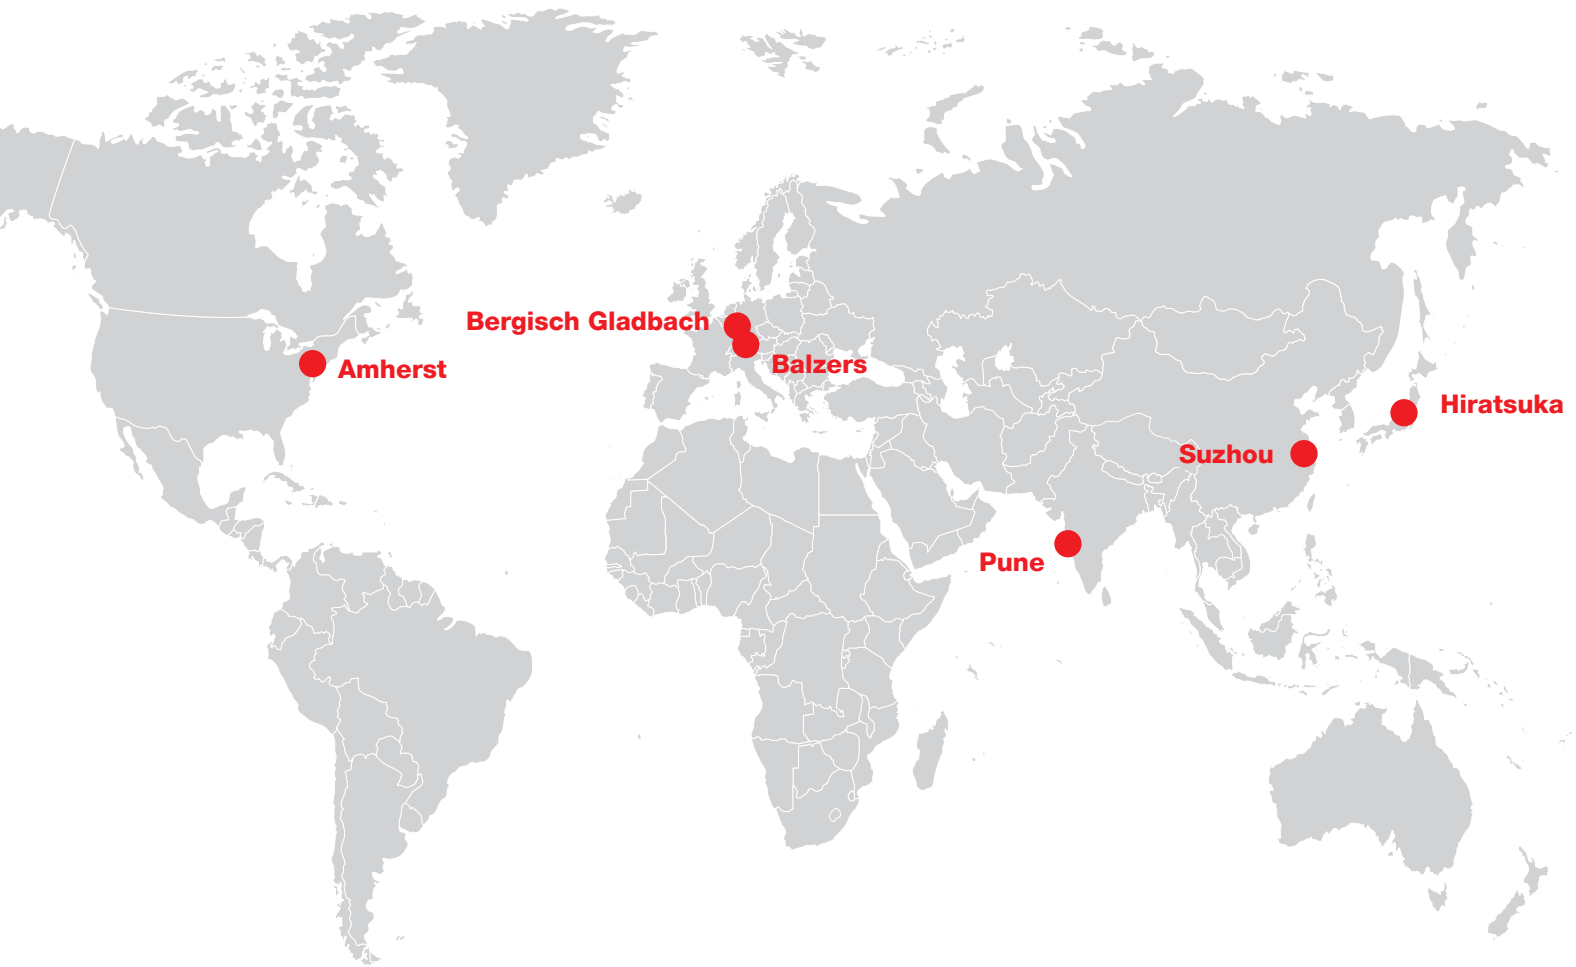 Bergisch Gladbach
Balzers
Amherst
Hiratsuka
Suzhou
Pune